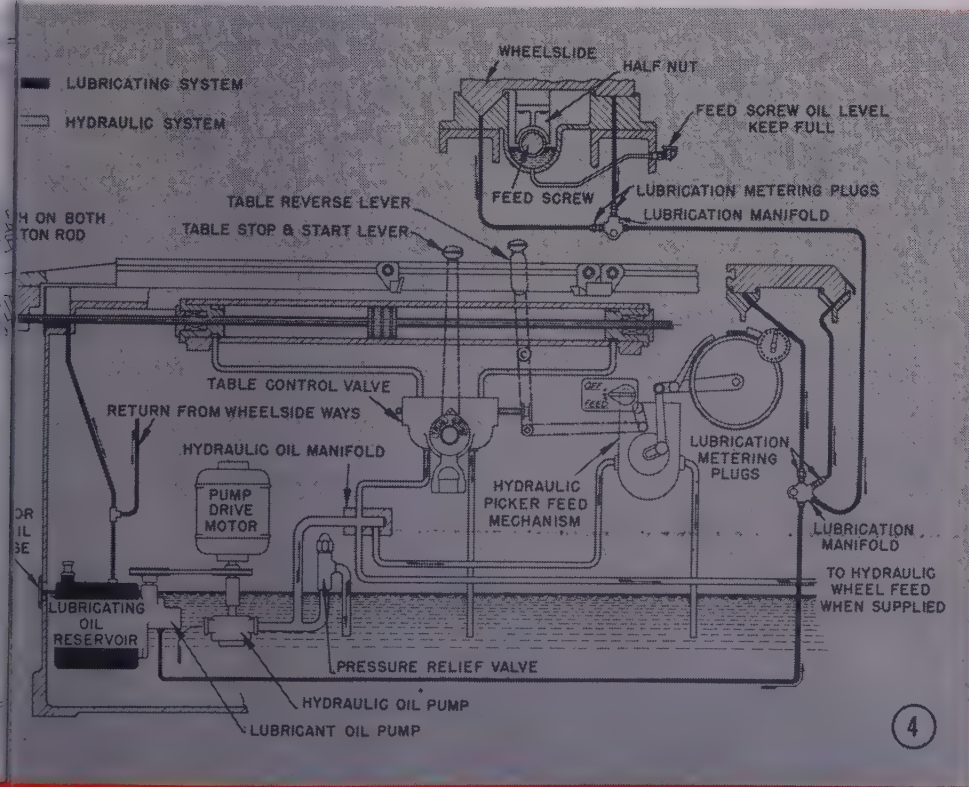 WHEELSLIDE
HALF NUT
LUBRICATING SYSTEM
HYDRAULIC SYSTEM
FEED SCREW OIL LEVEL
KEEP FULL
FEED SCREW
LUBRICATION METERING PLUGS
LUBRICATION MANIFOLD
TABLE REVERSE LEVER
TABLE STOP & START LEVER
H ON BOTH
TON ROD
TABLE CONTROL VALVE
OFF
FEED
RETURN FROM WHEELSIDE WAYS
HYDRAULIC OIL MANIFOLD
PUMP
DRIVE
MOTOR
HYDRAULIC
PICKER FEED
MECHANISM
LUBRICATION
METERING
PLUGS
LUBRICATION
MANIFOLD
OR
IL
SE
TO HYDRAULIC
WHEEL FEED
WHEN SUPPLIED
LUBRICATING
OIL
RESERVOIR
PRESSURE RELIEF VALVE
HYDRAULIC OIL PUMP
LUBRICANT OIL PUMP
4